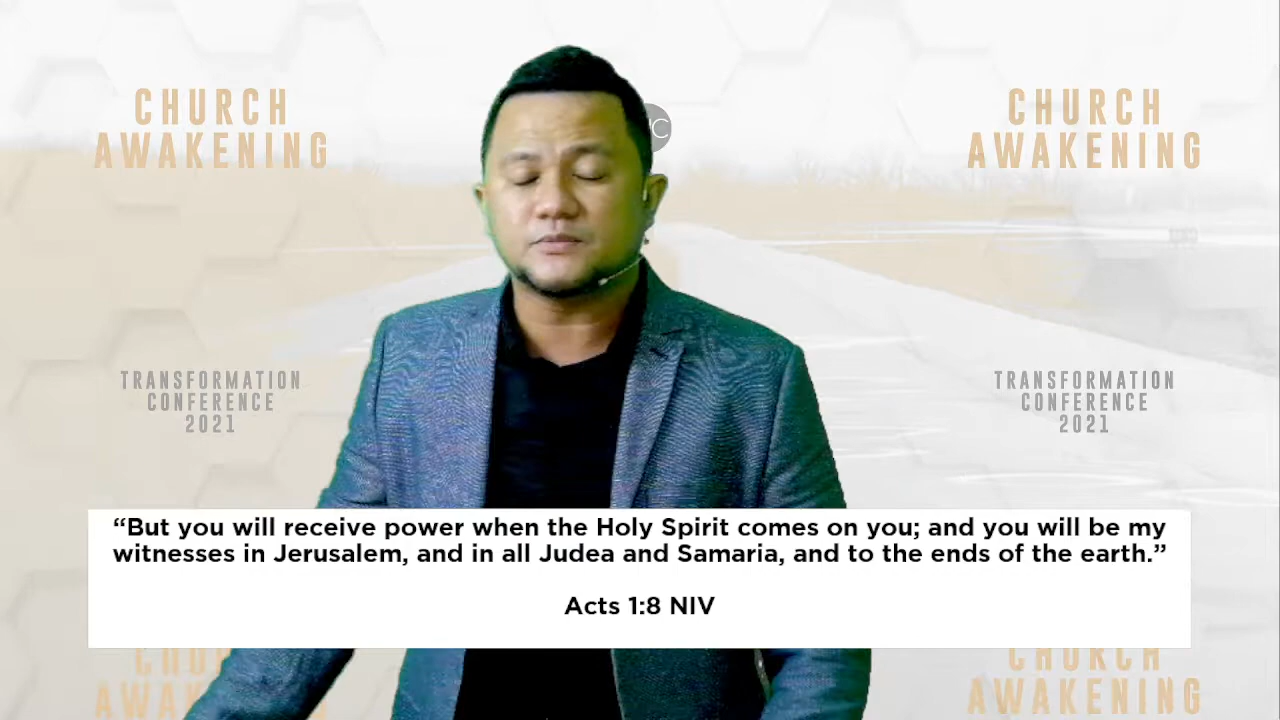 CHURCH
AWAKENING
CHURCH
AWAKENING
TRANSFORMATION
CONFERENCE
2021
TRANSFORMATION
CONFERENCE
2021
“But you will receive power when the Holy Spirit comes on you; and you will be my
witnesses in Jerusalem, and in all Judea and Samaria, and to the ends of the earth.”
Acts 1:8 NIV
CHURCH
AWAKENING